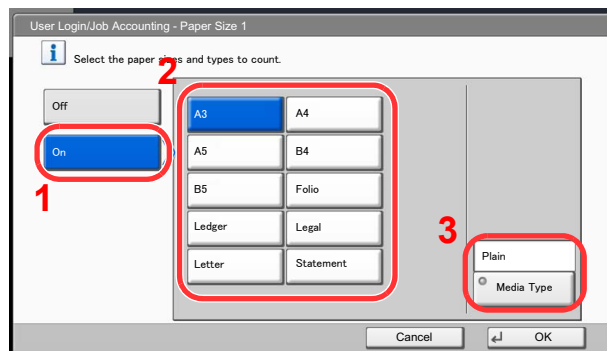 User Login/Job Accounting - Paper Size 1
i Select the paper sizes and types to count.
2
Off
A3 A4
On
A5 B4
1
B5 Folio
Ledger Legal
3
Plain
Letter Statement
Media Type
Cancel OK